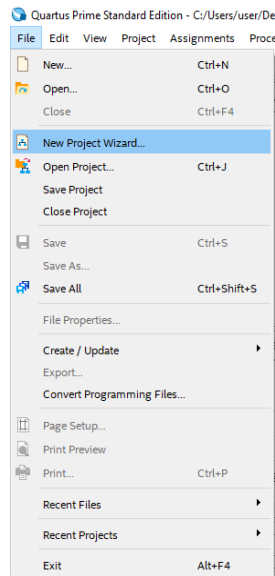 Quartus Prime Standard Edition - C:/Users/user/De
File Edit View Project Assignments Proce
New... Ctrl+N
Open... Ctrl+O
Close Ctrl+F4
New Project Wizard...
Open Project... Ctrl+J
Save Project
Close Project
Save Ctrl+S
Save As...
Save All Ctrl+Shift+S
File Properties...
Create / Update
Export...
Convert Programming Files...
Page Setup...
Print Preview
Print... Ctrl+P
Recent Files
Recent Projects
Exit Alt+F4